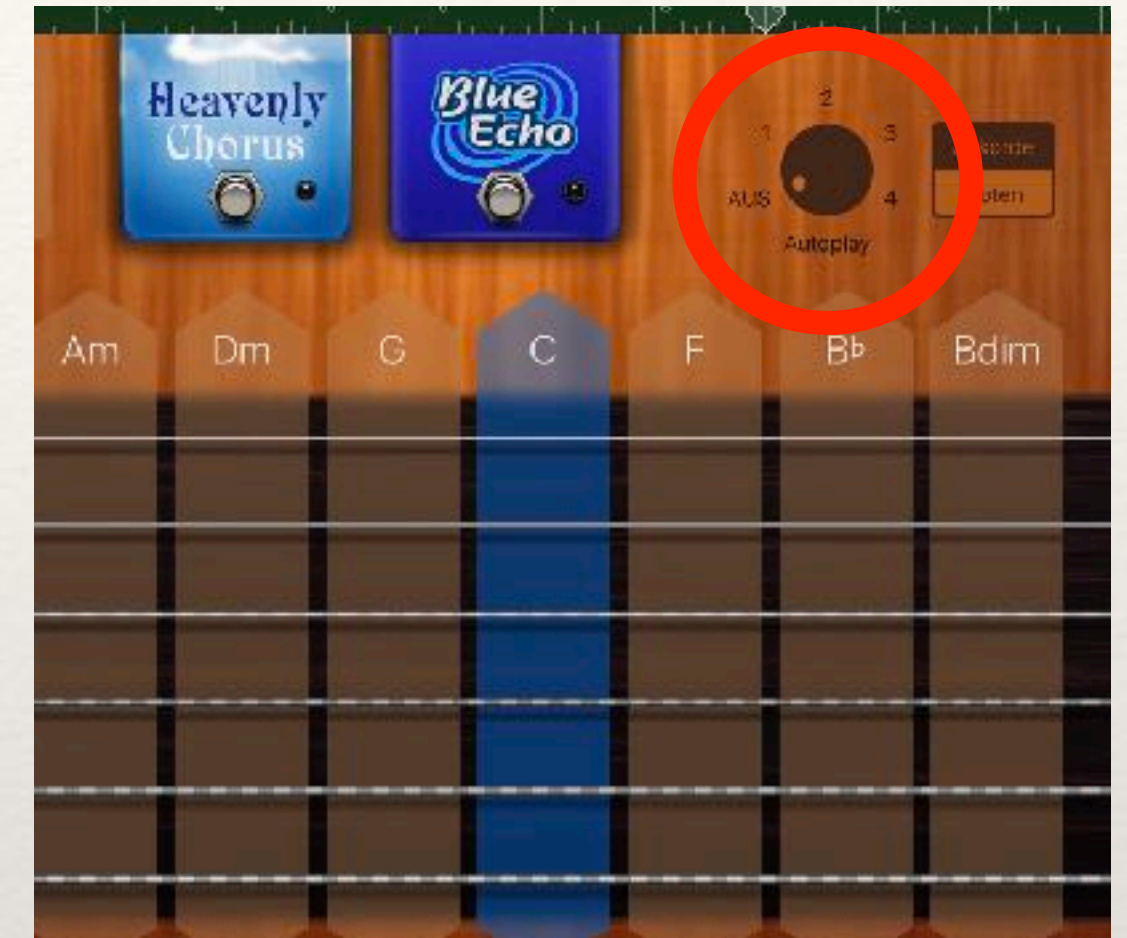 Heavenly
Chorus
Blue
Echo
1
2
3
4
AUS
Autoplay
Am
Dm
G
C
F
B♭
Bdim